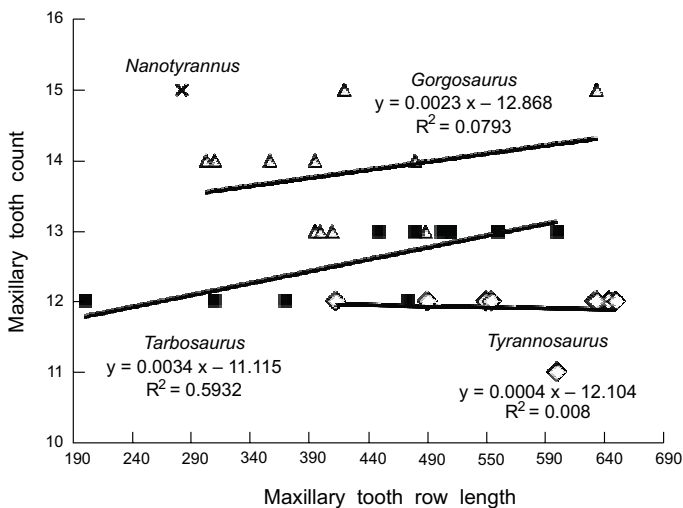 16
15
14
13
12
11
10
Maxillary tooth count
Nanotyrannus
Gorgosaurus
y = 0.0023 x – 12.868
R² = 0.0793
Tarbosaurus
y = 0.0034 x – 11.115
R² = 0.5932
Tyrannosaurus
y = 0.0004 x – 12.104
R² = 0.008
190 240 290 340 390 440 490 550 590 640 690
Maxillary tooth row length